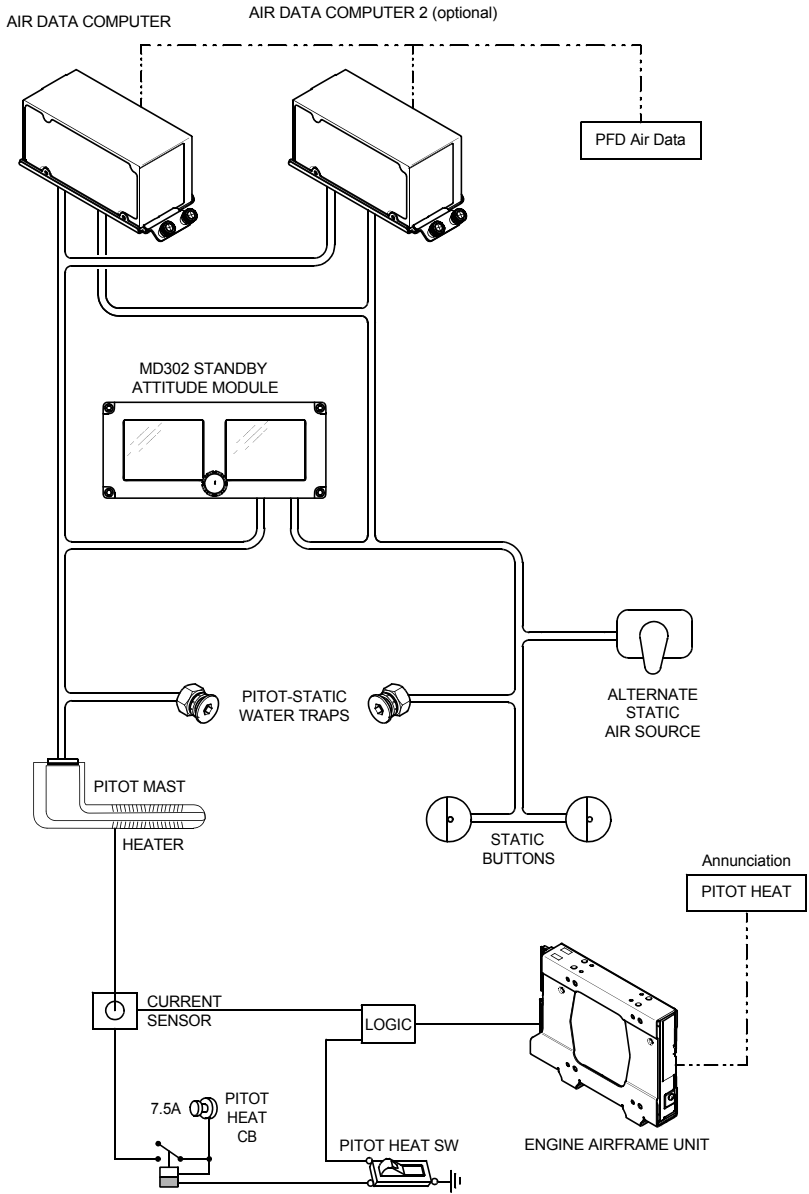 AIR DATA COMPUTER
AIR DATA COMPUTER 2 (optional)
PFD Air Data
MD302 STANDBY
ATTITUDE MODULE
PITOT-STATIC
WATER TRAPS
ALTERNATE
STATIC
AIR SOURCE
PITOT MAST
HEATER
STATIC
BUTTONS
Annunciation
PITOT HEAT
CURRENT
SENSOR
LOGIC
7.5A
PITOT
HEAT
CB
PITOT HEAT SW
ENGINE AIRFRAME UNIT